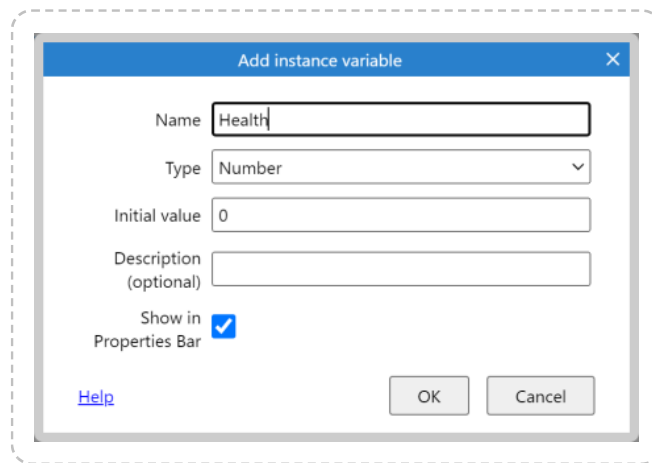 Add instance variable
Name Health
Type Number
Initial value 0
Description
(optional)
Show in
Properties Bar
Help OK Cancel